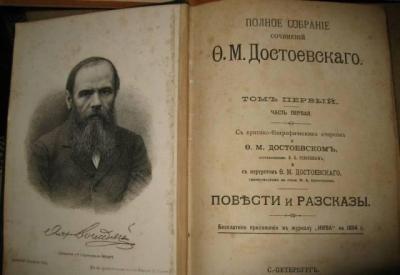 ПОЛНОЕ СОБРАНІЕ
СОЧИНЕНІЙ
Ѳ. М. ДОСТОЕВСКАГО.
ТОМЪ ПЕРВЫЙ.
ЧАСТЬ ПЕРВАЯ.
Съ критико-біографическимъ очеркомъ
о
Ѳ. М. ДОСТОЕВСКОМЪ,
и
съ портретомъ Ѳ. М. ДОСТОЕВСКАГО,
ПОВѢСТИ И РАЗСКАЗЫ.
Безплатное приложеніе къ журналу „НИВА" на 1894 г.
С.-ПЕТЕРБУРГЪ.